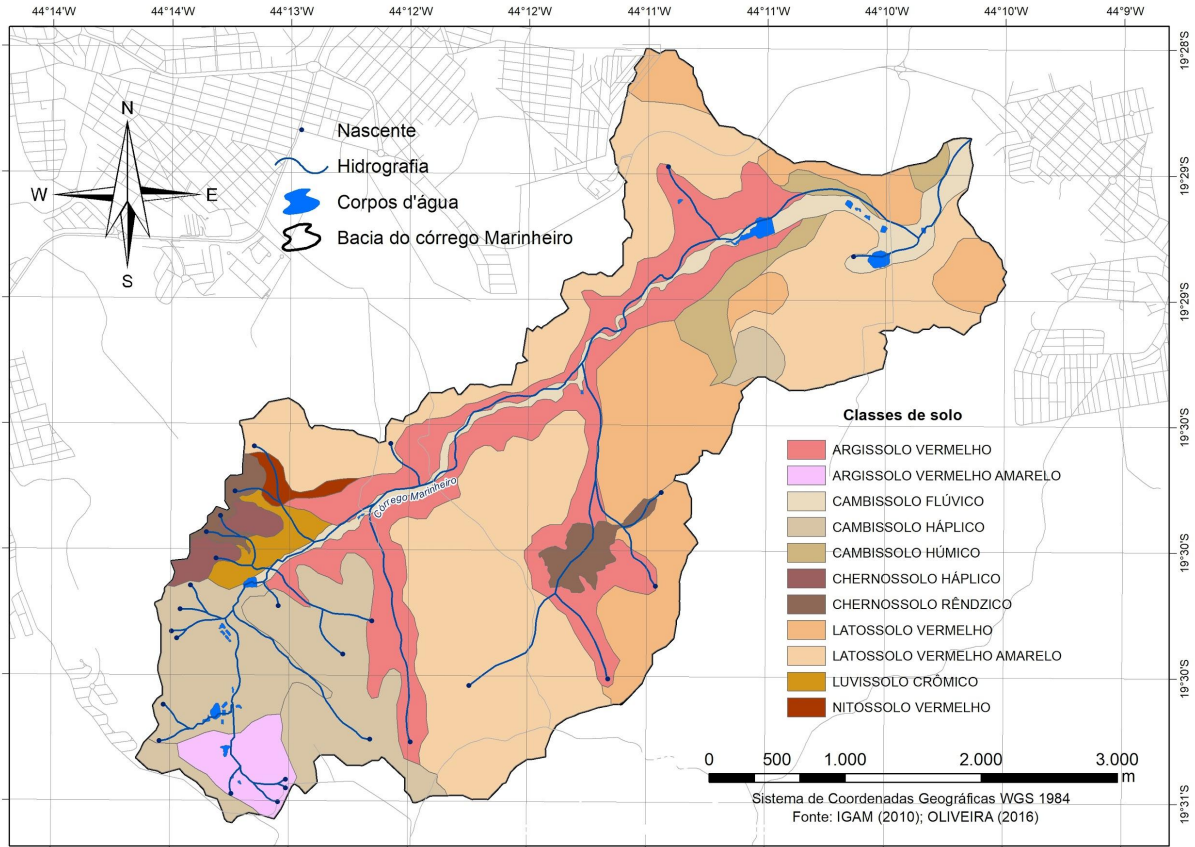 44°14'W 44°14'W 44°13'W 44°12'W 44°12'W 44°11'W 44°11'W 44°10'W 44°10'W 44°9'W
N
W E
S
Nascente
Hidrografia
Corpos d'água
Bacia do córrego Marinheiro
Córrego Marinheiro
19°28'S
19°29'S
19°29'S
19°30'S
19°30'S
19°30'S
19°31'S
Classes de solo
ARGISSOLO VERMELHO
ARGISSOLO VERMELHO AMARELO
CAMBISSOLO FLÚVICO
CAMBISSOLO HÁPLICO
CAMBISSOLO HÚMICO
CHERNOSSOLO HÁPLICO
CHERNOSSOLO RÊNDZICO
LATOSSOLO VERMELHO
LATOSSOLO VERMELHO AMARELO
LUVISSOLO CRÔMICO
NITOSSOLO VERMELHO
0 500 1.000 2.000 3.000
m
Sistema de Coordenadas Geográficas WGS 1984
Fonte: IGAM (2010); OLIVEIRA (2016)